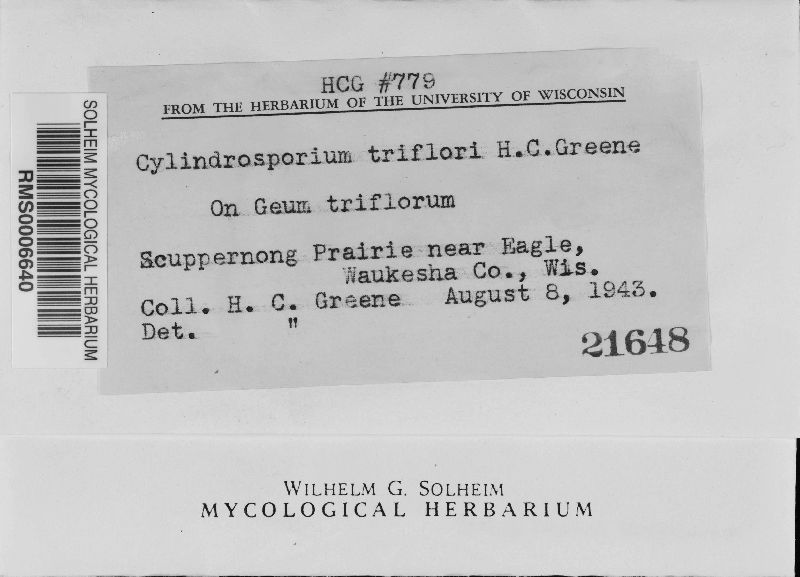 HCG #779
FROM THE HERBARIUM OF THE UNIVERSITY OF WISCONSIN
Cylindrosporium triflori H.C.Greene
On Geum triflorum
Scuppernong Prairie near Eagle,
Waukesha Co., Wis.
Coll. H. C. Greene August 8, 1943.
Det. "
21648
SOLHEIM MYCOLOGICAL HERBARIUM
RMS0006640
WILHELM G. SOLHEIM
MYCOLOGICAL HERBARIUM